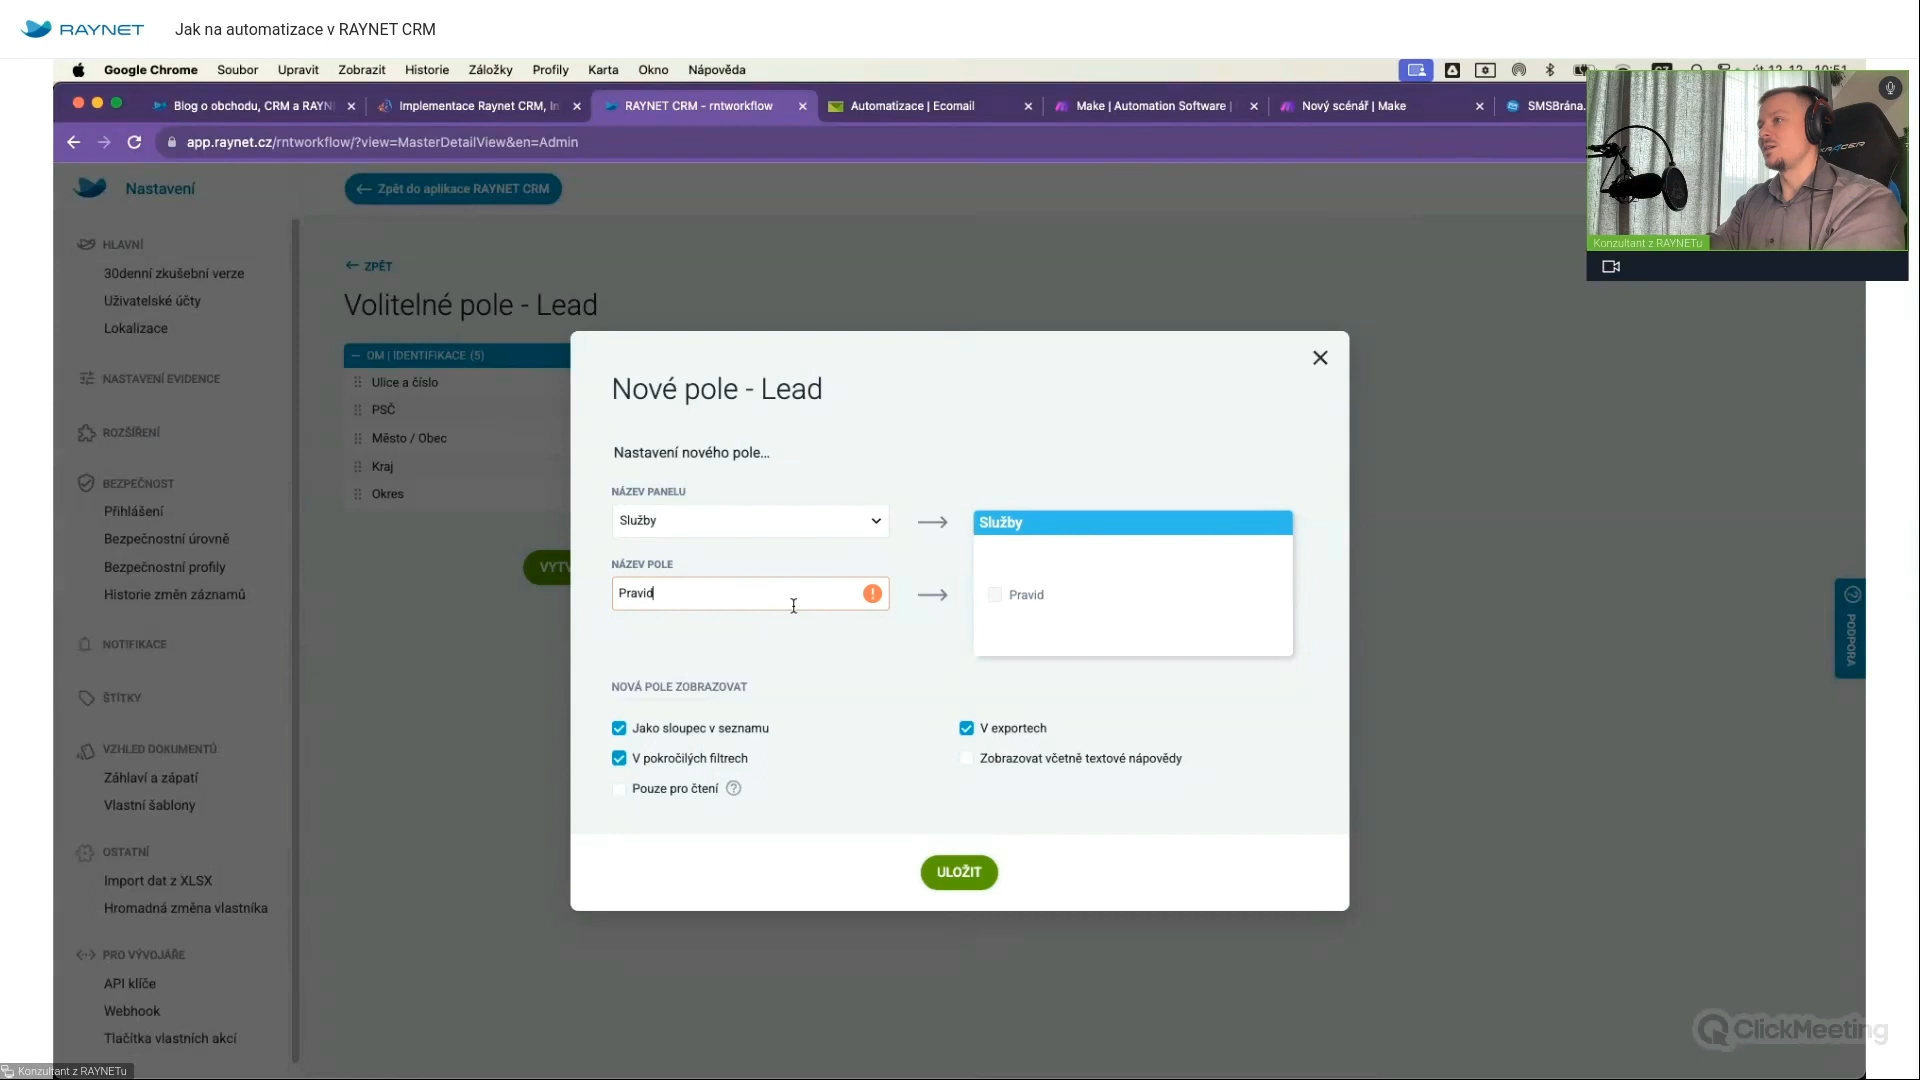 RAYNET
Jak na automatizace v RAYNET CRM
Google Chrome Soubor Upravit Zobrazit Historie Záložky Profily Karta Okno Nápověda
Blog o obchodu, CRM a RAYN
Implementace Raynet CRM, In
RAYNET CRM - rntworkflow
Automatizace | Ecomail
Make | Automation Software |
Nový scénář | Make
SMSBrána.
app.raynet.cz/rntworkflow/?view=MasterDetailView&en=Admin
Nastavení
Zpět do aplikace RAYNET CRM
HLAVNÍ
30denní zkušební verze
Uživatelské účty
Lokalizace
NASTAVENÍ EVIDENCE
ROZŠÍŘENÍ
BEZPEČNOST
Přihlášení
Bezpečnostní úrovně
Bezpečnostní profily
Historie změn záznamů
NOTIFIKACE
ŠTÍTKY
VZHLED DOKUMENTŮ
Záhlaví a zápatí
Vlastní šablony
OSTATNÍ
Import dat z XLSX
Hromadná změna vlastníka
PRO VÝVOJÁŘE
API klíče
Webhook
Tlačítka vlastních akcí
ZPĚT
Volitelné pole - Lead
OM | IDENTIFIKACE (5)
Ulice a číslo
PSČ
Město / Obec
Kraj
Okres
VYTV
Nové pole - Lead
Nastavení nového pole...
NÁZEV PANELU
Služby
Služby
NÁZEV POLE
Pravid
Pravid
NOVÁ POLE ZOBRAZOVAT
Jako sloupec v seznamu
V exportech
V pokročilých filtrech
Zobrazovat včetně textové nápovědy
Pouze pro čtení
ULOŽIT
PODPORA
Konzultant z RAYNETu
ClickMeeting
Konzultant z RAYNETu